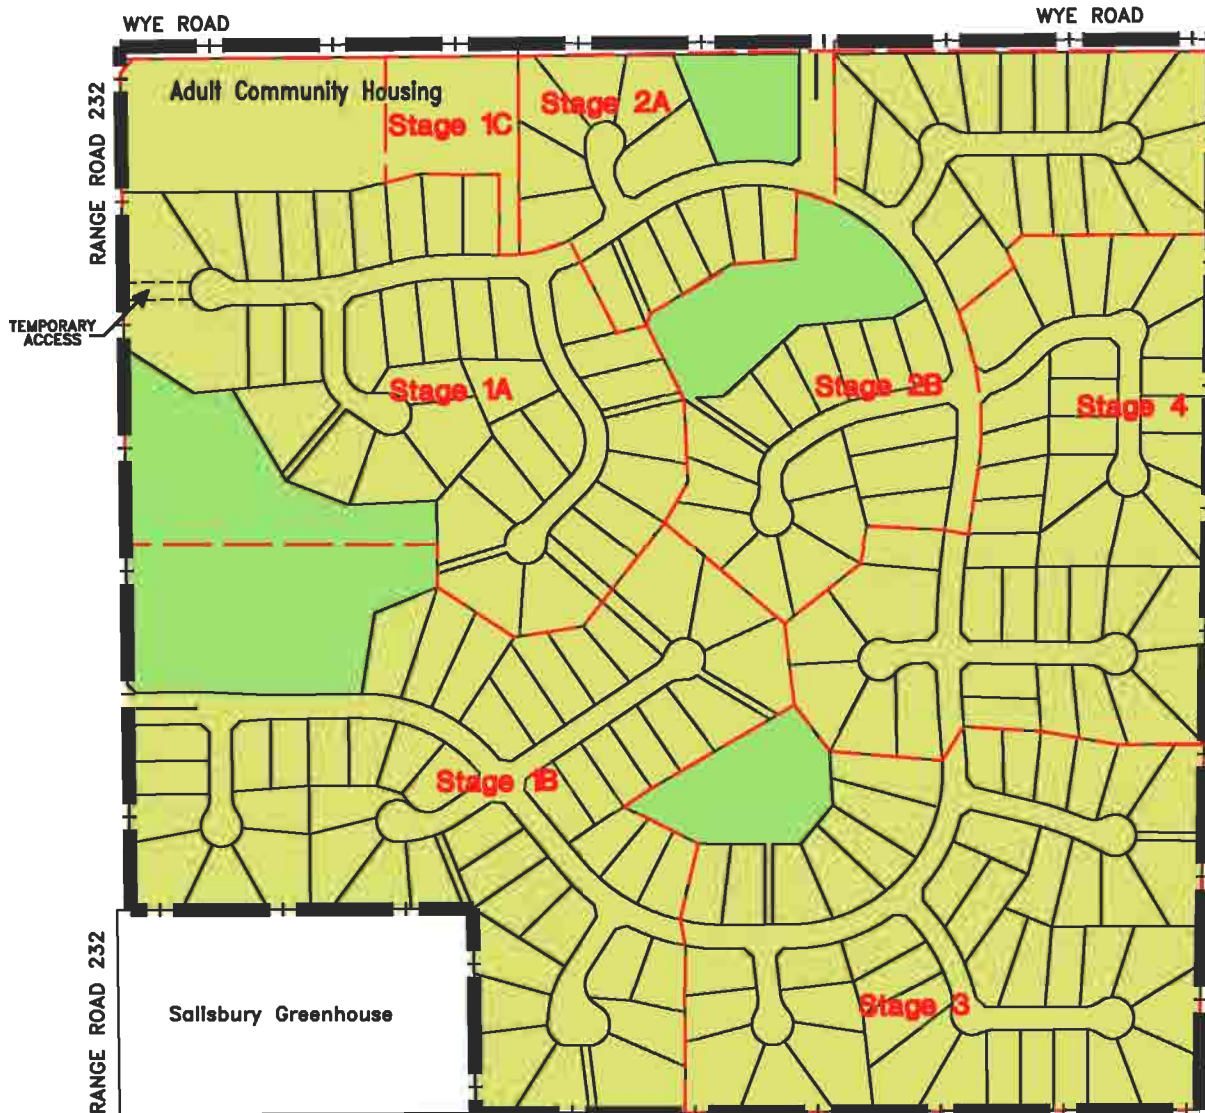 WYE ROAD
WYE ROAD
RANGE ROAD 232
Adult Community Housing
Stage 1C
Stage 2A
TEMPORARY
ACCESS
Stage 1A
Stage 2B
Stage 4
Stage 1B
RANGE ROAD 232
Salisbury Greenhouse
Stage 3